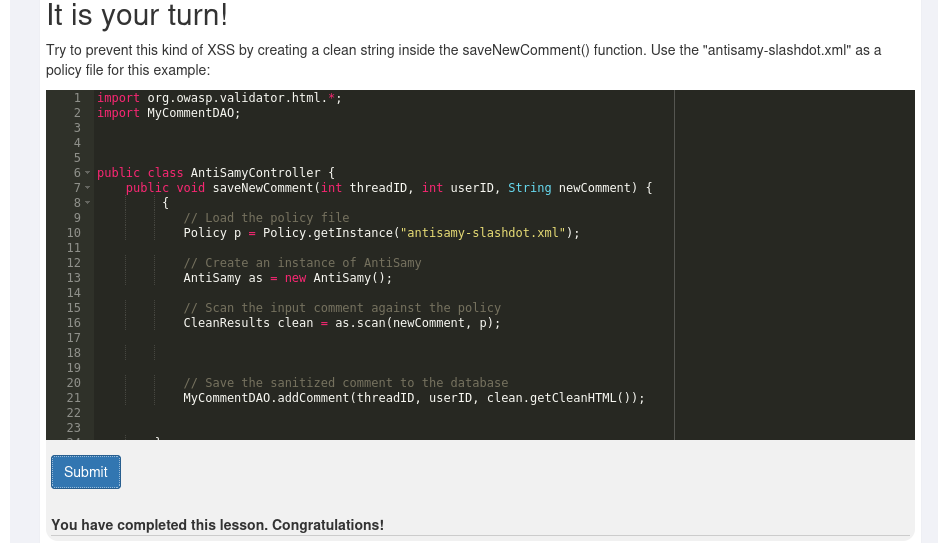 It is your turn!
Try to prevent this kind of XSS by creating a clean string inside the saveNewComment() function. Use the "antisamy-slashdot.xml" as a
policy file for this example:
1 import org.owasp.validator.html.*;
2 import MyCommentDAO;
3
4
5
6 public class AntiSamyController {
7 public void saveNewComment(int threadID, int userID, String newComment) {
8 {
9 // Load the policy file
10 Policy p = Policy.getInstance("antisamy-slashdot.xml");
11
12 // Create an instance of AntiSamy
13 AntiSamy as = new AntiSamy();
14
15 // Scan the input comment against the policy
16 CleanResults clean = as.scan(newComment, p);
17
18
19
20 // Save the sanitized comment to the database
21 MyCommentDAO.addComment(threadID, userID, clean.getCleanHTML());
22
23
Submit
You have completed this lesson. Congratulations!